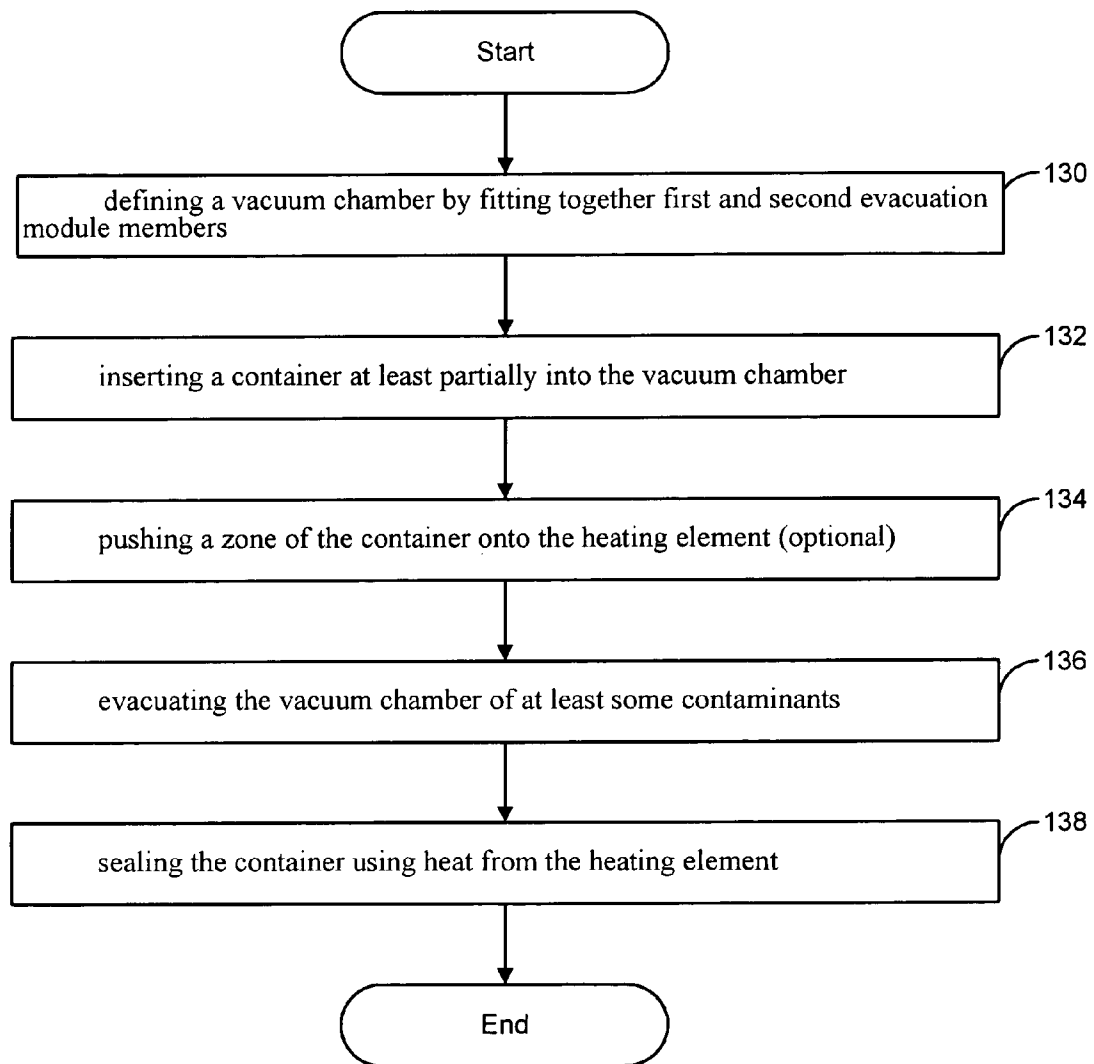 Start
130
defining a vacuum chamber by fitting together first and second evacuation
module members
132
inserting a container at least partially into the vacuum chamber
134
pushing a zone of the container onto the heating element (optional)
136
evacuating the vacuum chamber of at least some contaminants
138
sealing the container using heat from the heating element
End